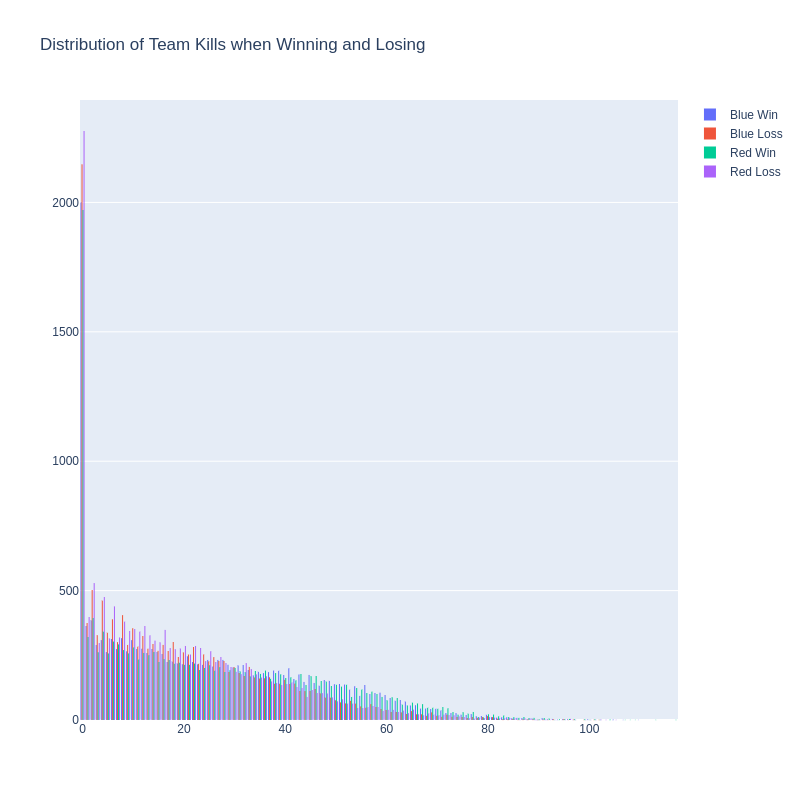 Distribution of Team Kills when Winning and Losing
Blue Win
Blue Loss
Red Win
Red Loss
2000
1500
1000
500
0
0 20 40 60 80 100